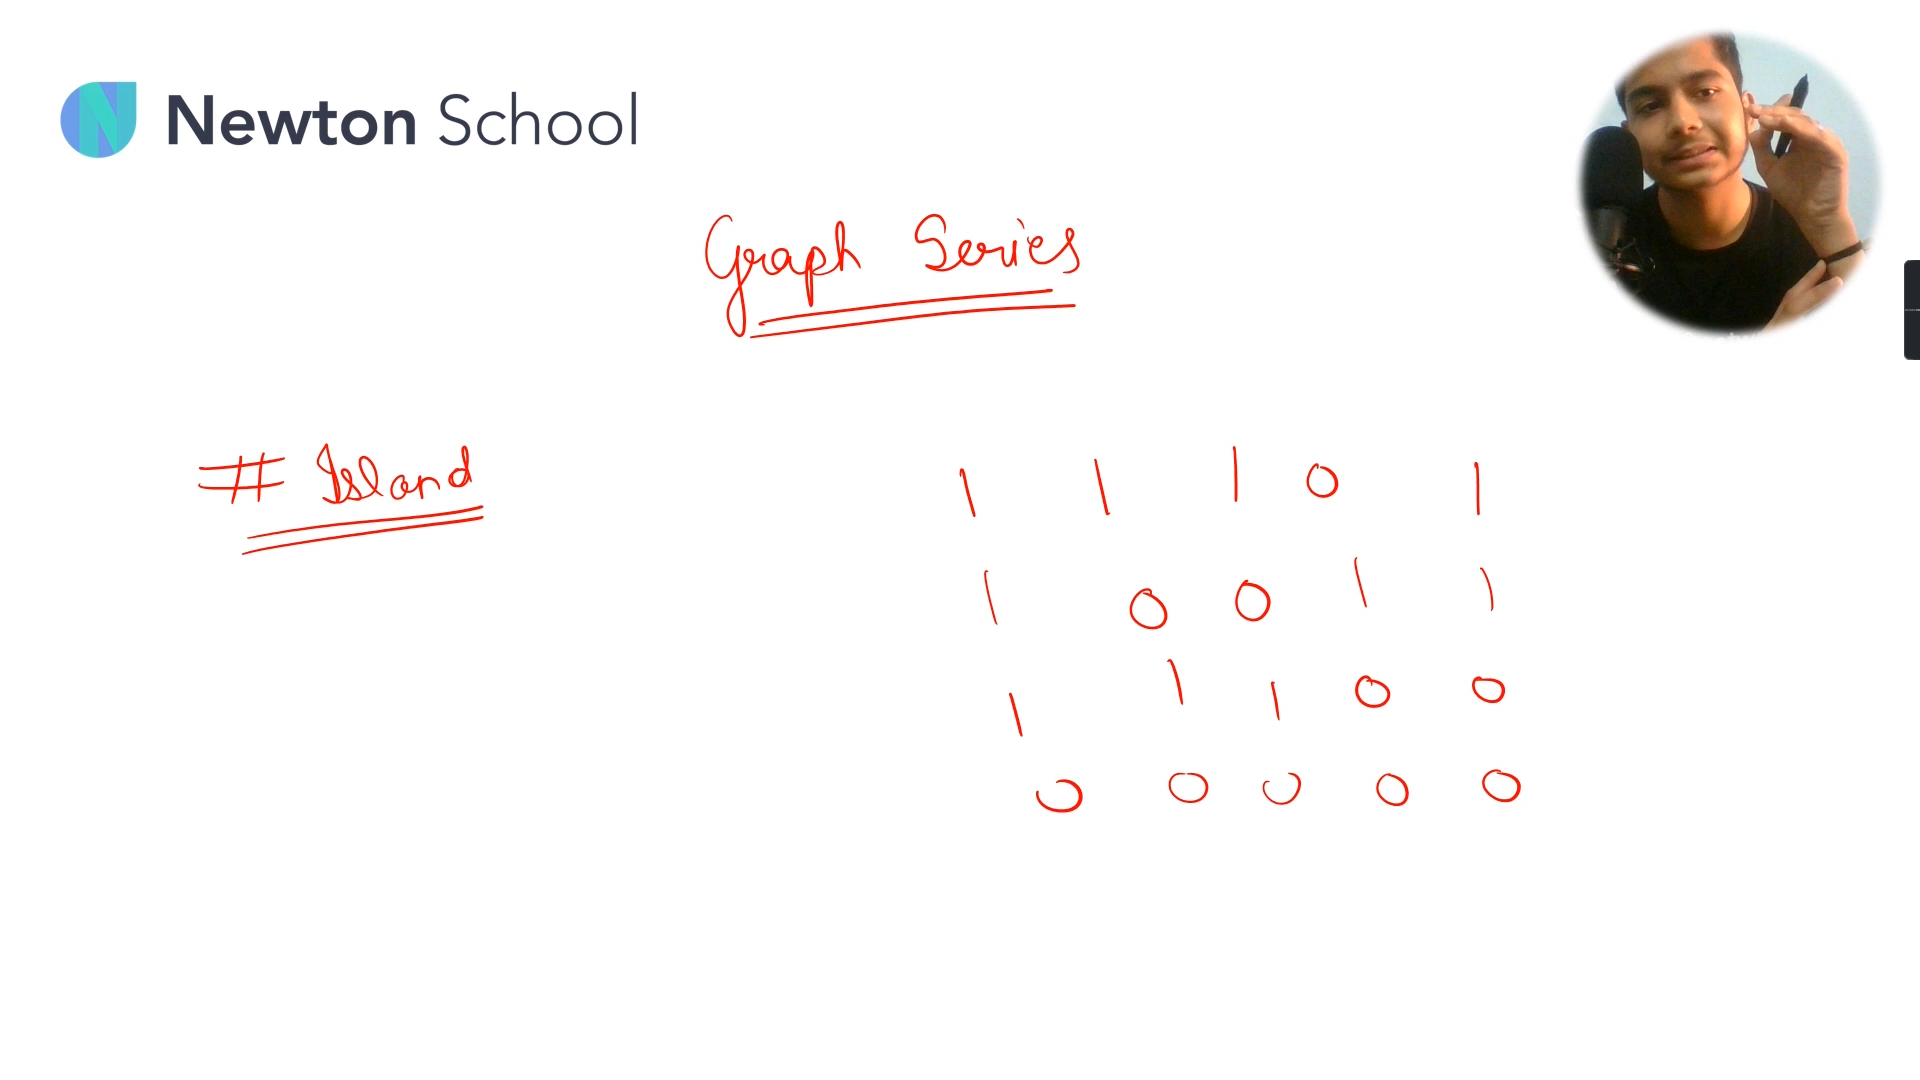 Newton School
Graph Series
# Island
1 1 1 0 1
1 0 0 1 1
1 1 1 0 0
0 0 0 0 0